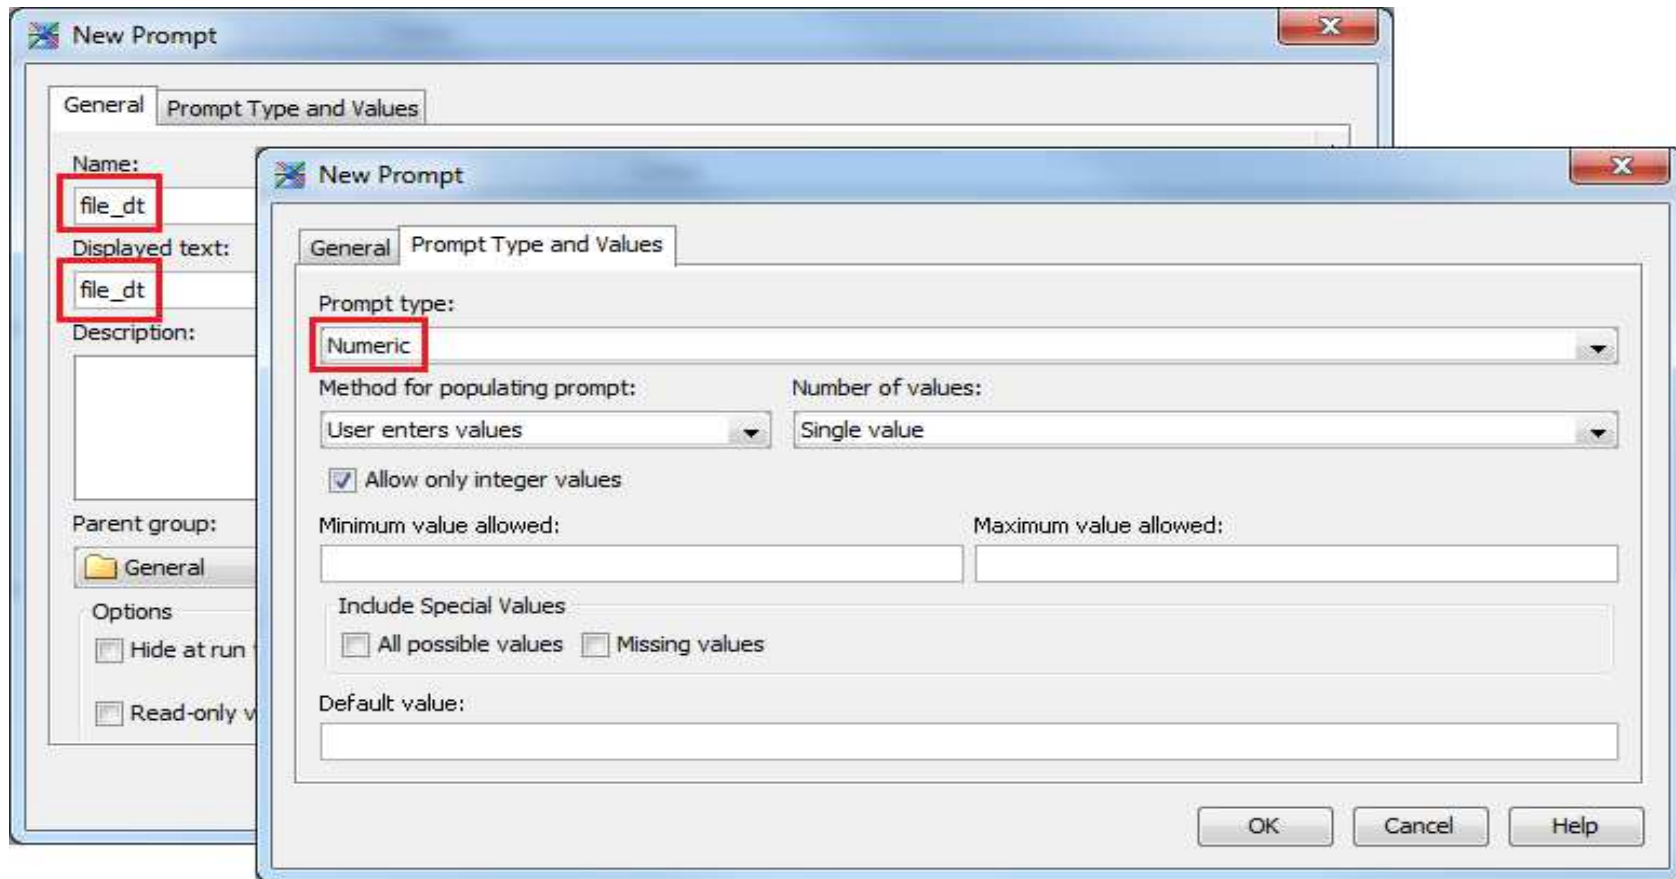 New Prompt
General Prompt Type and Values
Name:
file_dt
Displayed text:
file_dt
Description:
Parent group:
General
Options
Hide at run
Read-only
New Prompt
General Prompt Type and Values
Prompt type:
Numeric
Method for populating prompt: Number of values:
User enters values Single value
Allow only integer values
Minimum value allowed: Maximum value allowed:
Include Special Values
All possible values Missing values
Default value:
OK Cancel Help